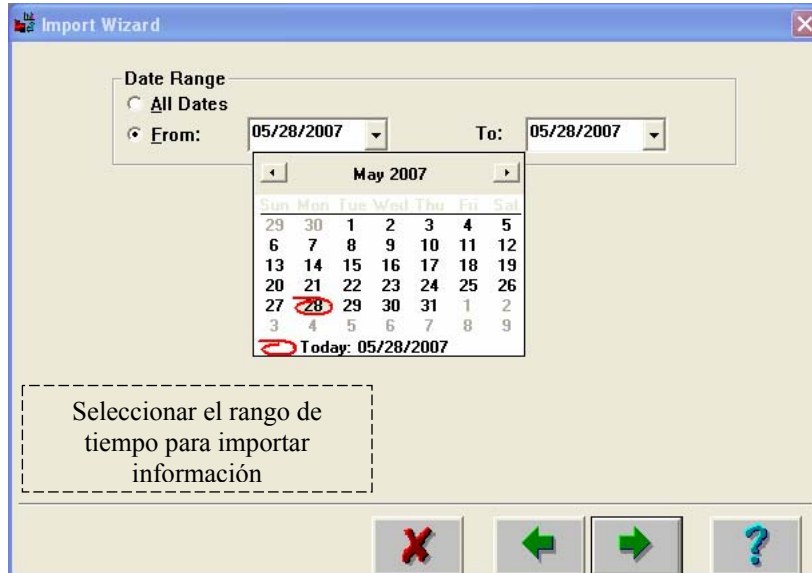 Import Wizard
Date Range
All Dates
From: 05/28/2007 To: 05/28/2007
May 2007
Sun Mon Tue Wed Thu Fri Sat
29 30 1 2 3 4 5
6 7 8 9 10 11 12
13 14 15 16 17 18 19
20 21 22 23 24 25 26
27 28 29 30 31 1 2
3 4 5 6 7 8 9
Today: 05/28/2007
Seleccionar el rango de
tiempo para importar
información
?